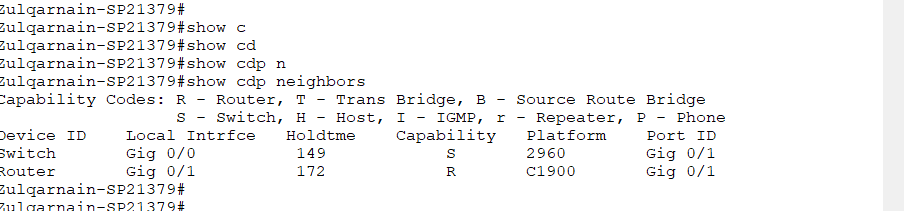 Zulqarnain-SP21379#
Zulqarnain-SP21379#show c
Zulqarnain-SP21379#show cd
Zulqarnain-SP21379#show cdp n
Zulqarnain-SP21379#show cdp neighbors
Capability Codes: R - Router, T - Trans Bridge, B - Source Route Bridge
                  S - Switch, H - Host, I - IGMP, r - Repeater, P - Phone
Device ID    Local Intrfce   Holdtme    Capability   Platform    Port ID
Switch       Gig 0/0          149            S       2960        Gig 0/1
Router       Gig 0/1          172            R       C1900       Gig 0/1
Zulqarnain-SP21379#
Zulqarnain-SP21379#